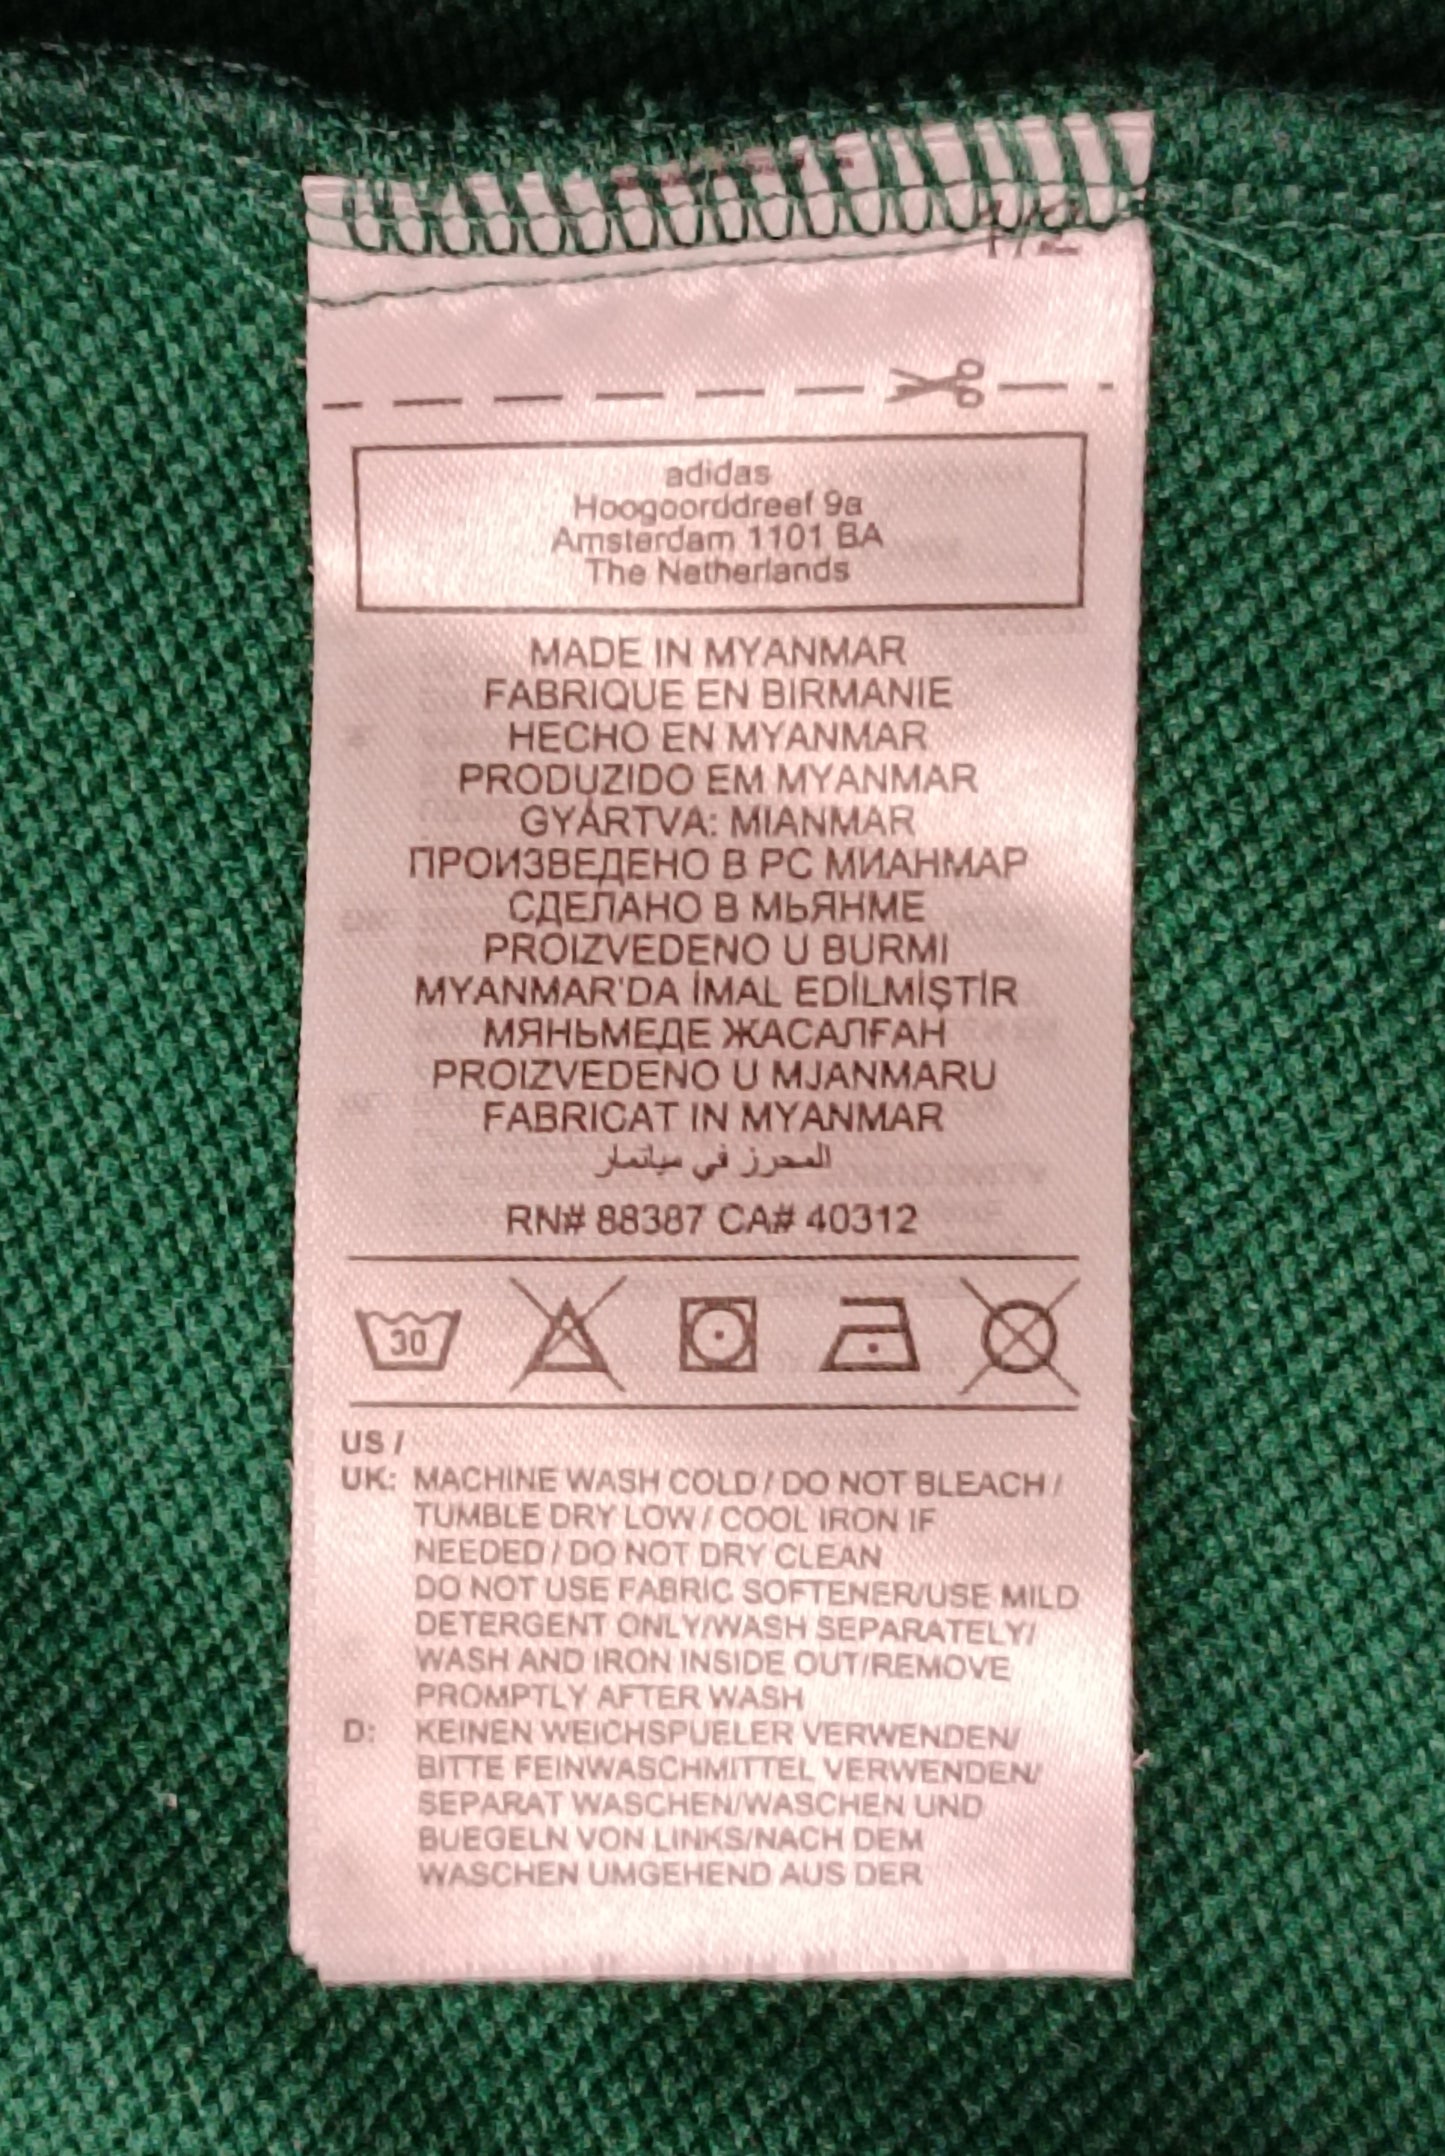 1/2
adidas
Hoogoorddreef 9a
Amsterdam 1101 BA
The Netherlands
MADE IN MYANMAR
FABRIQUE EN BIRMANIE
HECHO EN MYANMAR
PRODUZIDO EM MYANMAR
GYÁRTVA: MIANMAR
ПРОИЗВЕДЕНО В РС МИАНМАР
СДЕЛАНО В МЬЯНМЕ
PROIZVEDENO U BURMI
MYANMAR'DA İMAL EDİLMİŞTİR
МЯНЬМЕДЕ ЖАСАЛҒАН
PROIZVEDENO U MJANMARU
FABRICAT IN MYANMAR
المحرز في ميانمار
RN# 88387 CA# 40312
30
US /
UK: MACHINE WASH COLD / DO NOT BLEACH /
TUMBLE DRY LOW / COOL IRON IF
NEEDED / DO NOT DRY CLEAN
DO NOT USE FABRIC SOFTENER/USE MILD
DETERGENT ONLY/WASH SEPARATELY/
WASH AND IRON INSIDE OUT/REMOVE
PROMPTLY AFTER WASH
D: KEINEN WEICHSPUELER VERWENDEN/
BITTE FEINWASCHMITTEL VERWENDEN/
SEPARAT WASCHEN/WASCHEN UND
BUEGELN VON LINKS/NACH DEM
WASCHEN UMGEHEND AUS DER